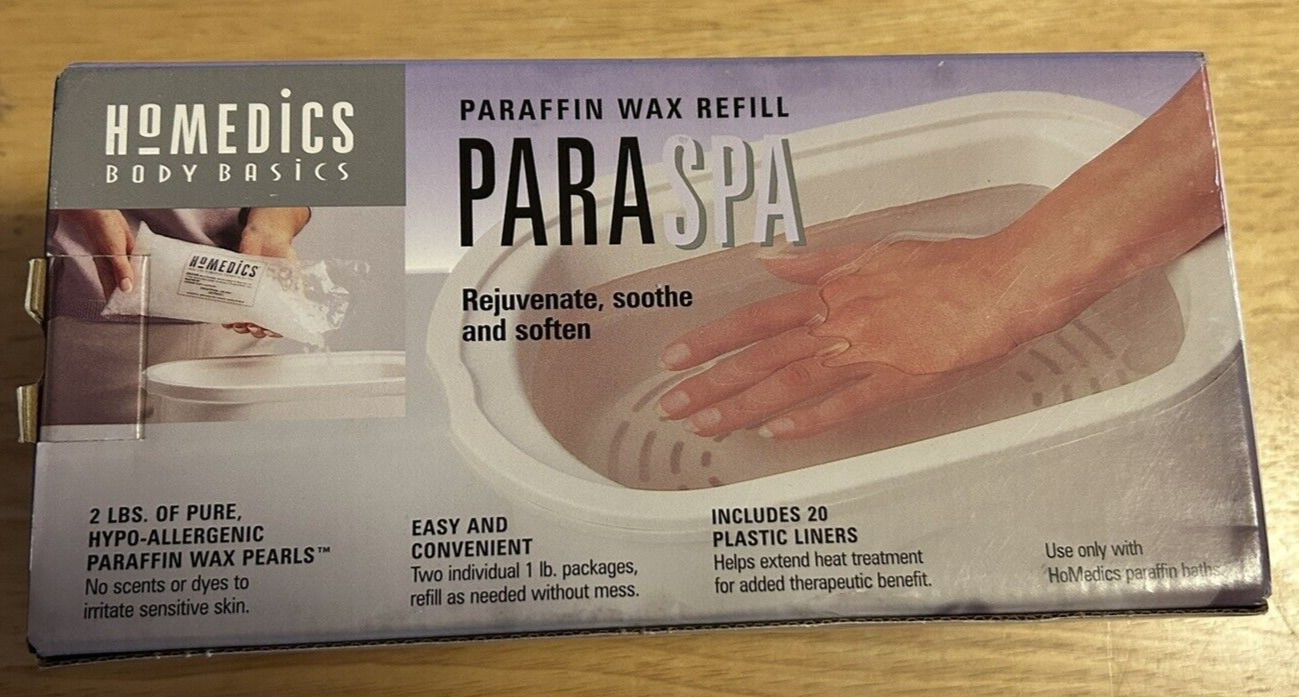 HOMEDICS
BODY BASICS
PARAFFIN WAX REFILL
PARASPA
Rejuvenate, soothe
and soften
HOMEDICS
2 LBS. OF PURE,
HYPO-ALLERGENIC
PARAFFIN WAX PEARLS™
No scents or dyes to
irritate sensitive skin.
EASY AND
CONVENIENT
Two individual 1 lb. packages,
refill as needed without mess.
INCLUDES 20
PLASTIC LINERS
Helps extend heat treatment
for added therapeutic benefit.
Use only with
HoMedics paraffin baths.